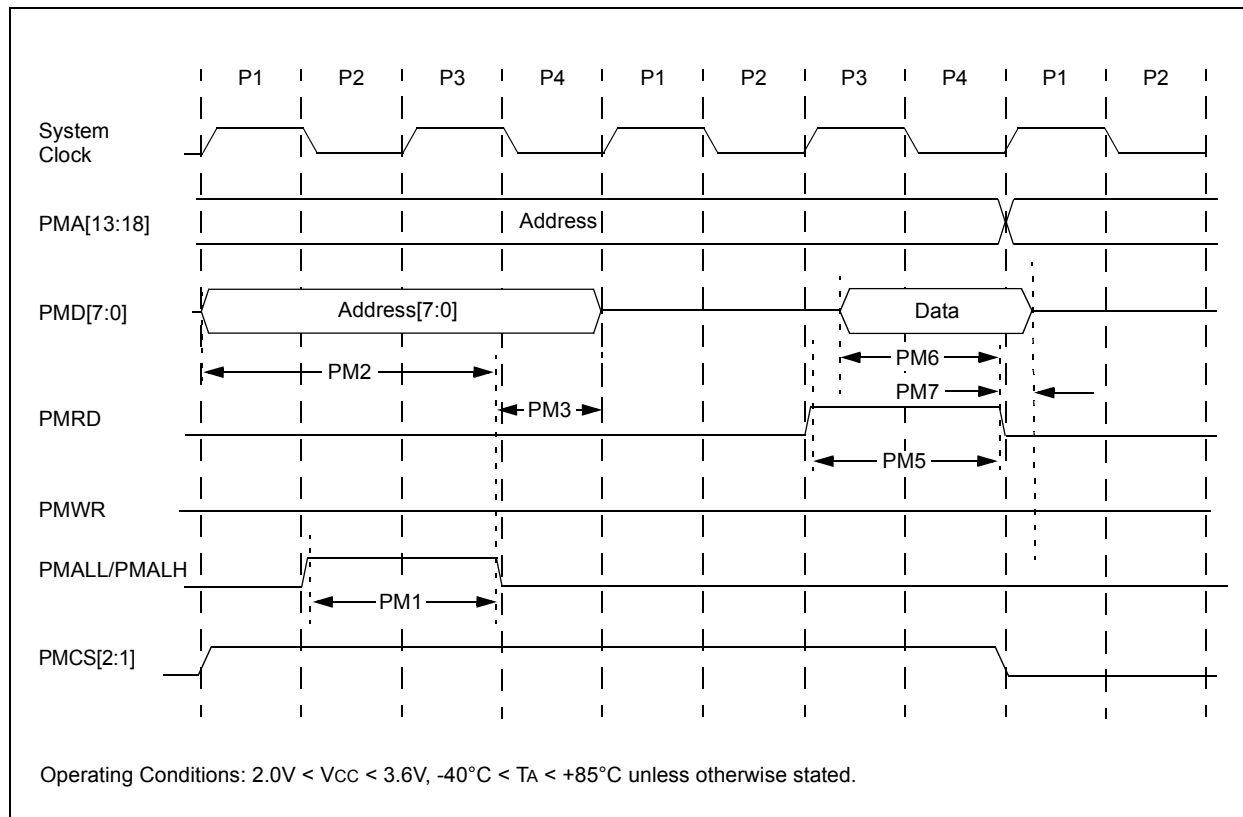 P1 P2 P3 P4 P1 P2 P3 P4 P1 P2
System
Clock
PMA[13:18]
Address
PMD[7:0]
Address[7:0]
Data
PM2
PM6
PM7
PM3
PMRD
PM5
PMWR
PMALL/PMALH
PM1
PMCS[2:1]
Operating Conditions: 2.0V < VCC < 3.6V, -40°C < TA < +85°C unless otherwise stated.